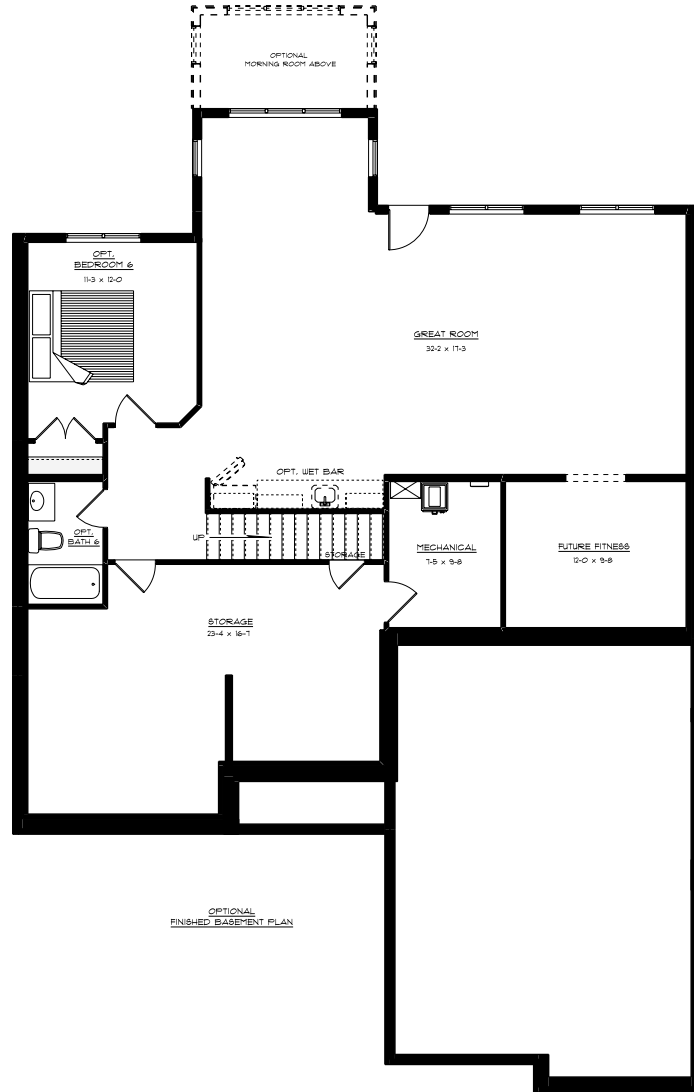 OPTIONAL
MORNING ROOM ABOVE
OPT.
BEDROOM 6
11-3 x 12-0
GREAT ROOM
32-2 x 17-3
OPT. WET BAR
OPT.
BATH 6
UP
STORAGE
MECHANICAL
7-5 x 9-8
FUTURE FITNESS
12-0 x 9-8
STORAGE
23-4 x 16-7
OPTIONAL
FINISHED BASEMENT PLAN